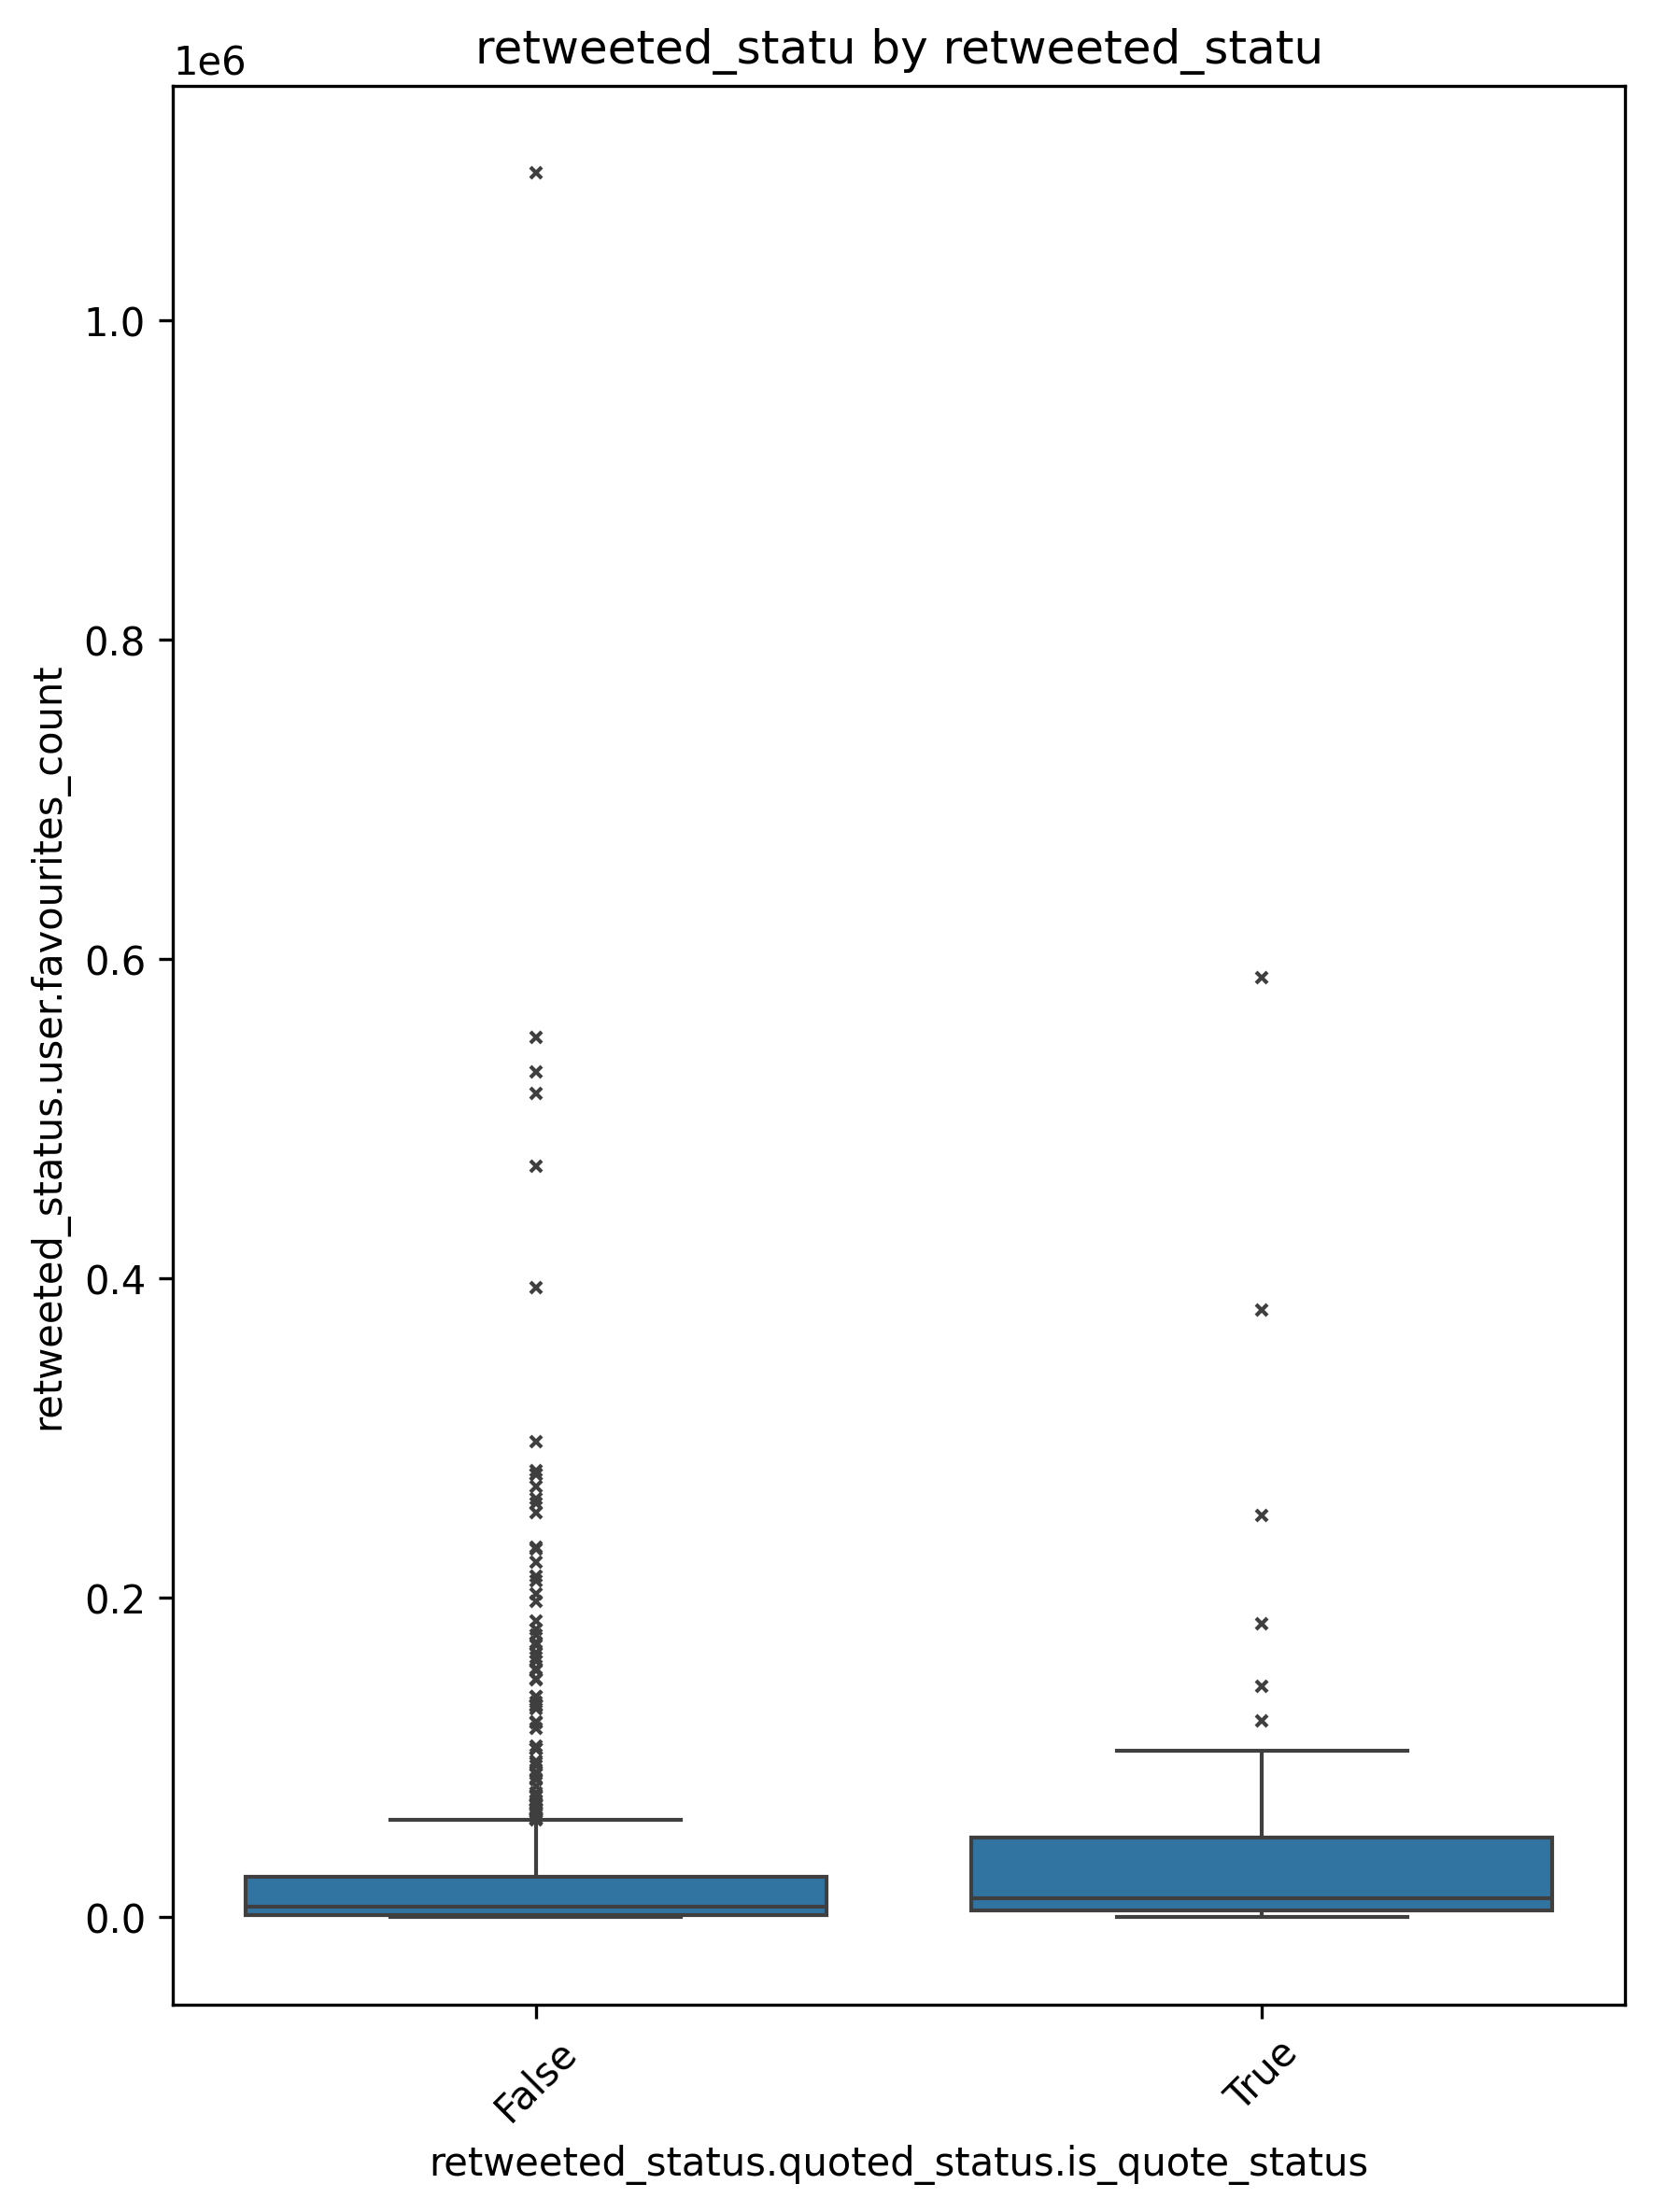 retweeted_statu by retweeted_statu
1e6
1.0
0.8
0.6
0.4
0.2
0.0
retweeted_status.user.favourites_count
False
True
retweeted_status.quoted_status.is_quote_status